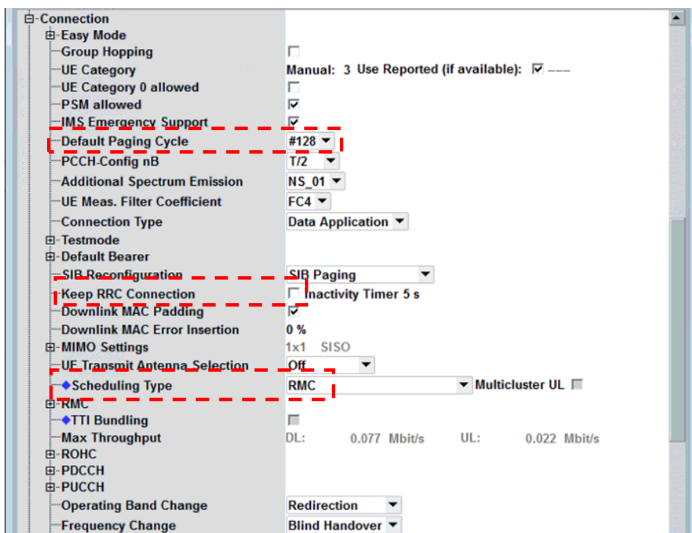 Connection
Easy Mode
Group Hopping
UE Category Manual: 3 Use Reported (if available): ---
UE Category 0 allowed
PSM allowed
IMS Emergency Support
Default Paging Cycle #128
PCCH-Config nB T/2
Additional Spectrum Emission NS_01
UE Meas. Filter Coefficient FC4
Connection Type Data Application
Testmode
Default Bearer
SIB Reconfiguration SIB Paging
Keep RRC Connection Inactivity Timer 5 s
Downlink MAC Padding
Downlink MAC Error Insertion 0 %
MIMO Settings 1x1 SISO
UE Transmit Antenna Selection Off
Scheduling Type RMC Multicluster UL
RMC
TTI Bundling
Max Throughput DL: 0.077 Mbit/s UL: 0.022 Mbit/s
ROHC
PDCCH
PUCCH
Operating Band Change Redirection
Frequency Change Blind Handover